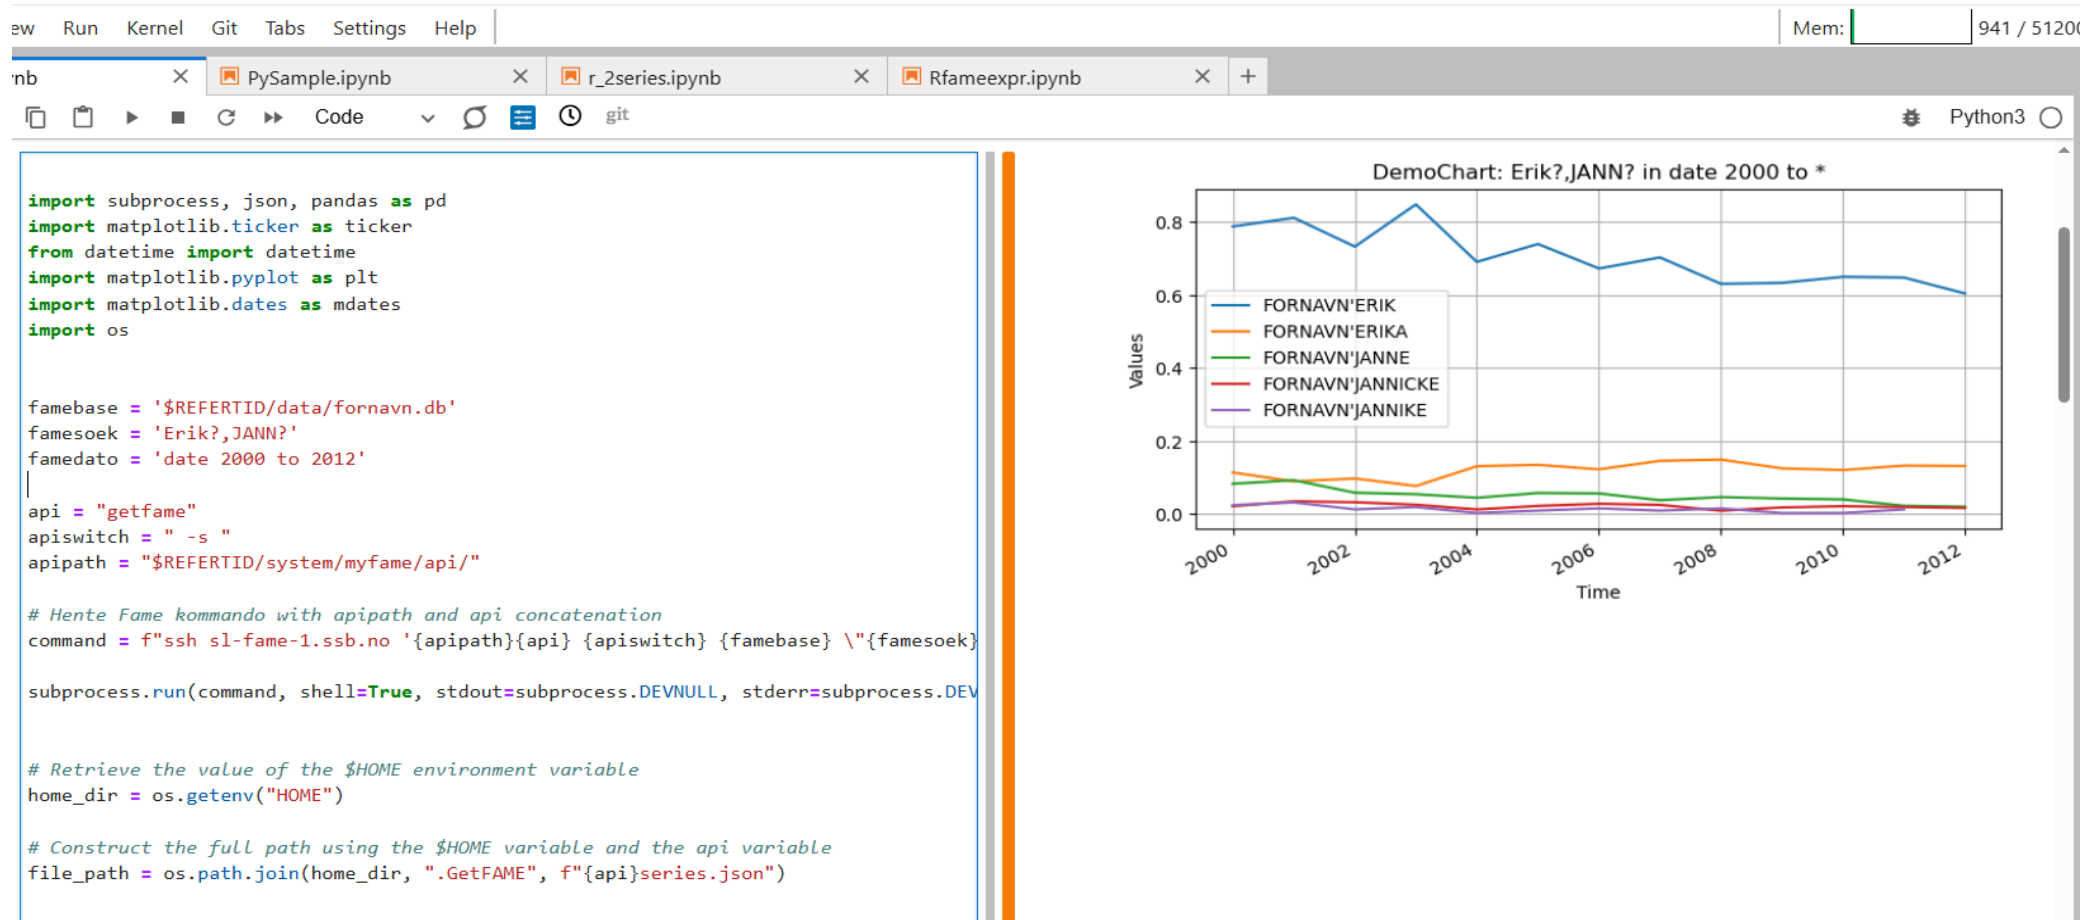 ew Run Kernel Git Tabs Settings Help Mem: 941 / 5120
nb PySample.ipynb r_2series.ipynb Rfameexpr.ipynb +
Code git Python3
import subprocess, json, pandas as pd
import matplotlib.ticker as ticker
from datetime import datetime
import matplotlib.pyplot as plt
import matplotlib.dates as mdates
import os
famebase = '$REFERTID/data/fornavn.db'
famesoek = 'Erik?,JANN?'
famedato = 'date 2000 to 2012'
api = "getfame"
apiswitch = " -s "
apipath = "$REFERTID/system/myfame/api/"
# Hente Fame kommando with apipath and api concatenation
command = f"ssh sl-fame-1.ssb.no '{apipath}{api} {apiswitch} {famebase} \"{famesoek}
subprocess.run(command, shell=True, stdout=subprocess.DEVNULL, stderr=subprocess.DEV
# Retrieve the value of the $HOME environment variable
home_dir = os.getenv("HOME")
# Construct the full path using the $HOME variable and the api variable
file_path = os.path.join(home_dir, ".GetFAME", f"{api}series.json")
DemoChart: Erik?,JANN? in date 2000 to *
Values
0.8
0.6
0.4
0.2
0.0
FORNAVN'ERIK
FORNAVN'ERIKA
FORNAVN'JANNE
FORNAVN'JANNICKE
FORNAVN'JANNIKE
2000 2002 2004 2006 2008 2010 2012
Time